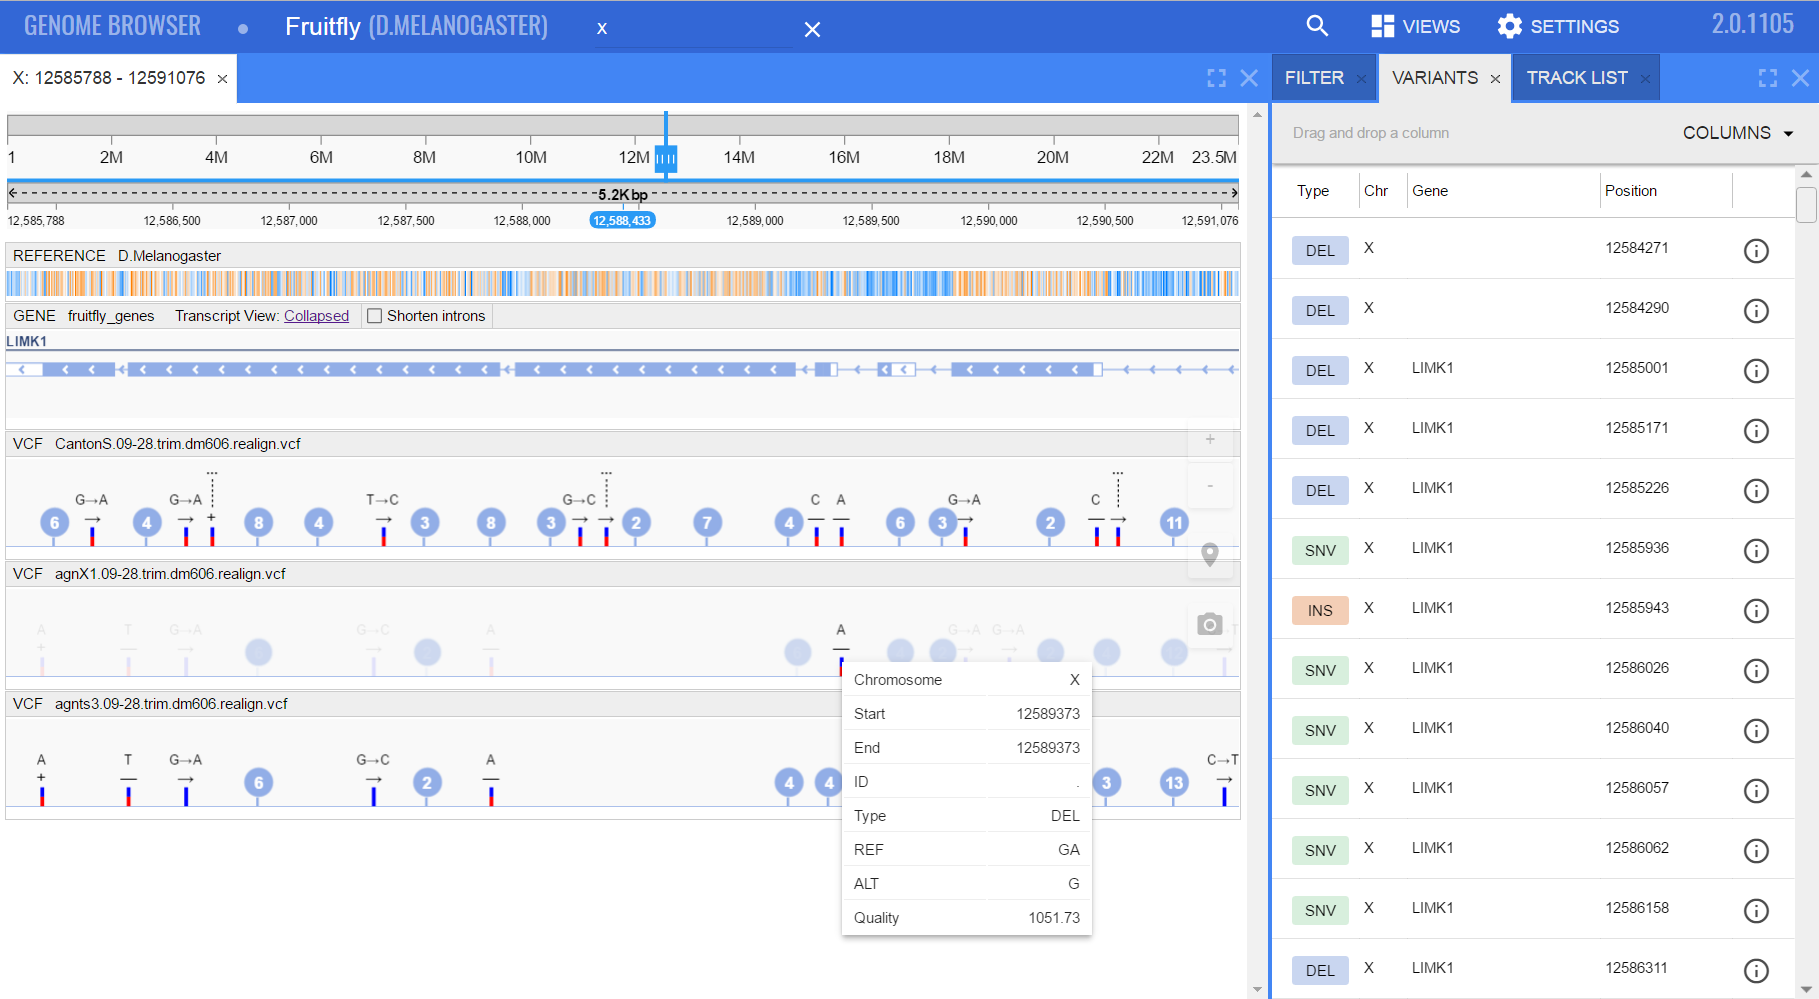 GENOME BROWSER Fruitfly (D.MELANOGASTER) x VIEWS SETTINGS 2.0.1105
X: 12585788 - 12591076 FILTER VARIANTS TRACK LIST
1 2M 4M 6M 8M 10M 12M 14M 16M 18M 20M 22M 23.5M
5.2Kbp
12,585,788 12,586,500 12,587,000 12,587,500 12,588,000 12,588,433 12,589,000 12,589,500 12,590,000 12,590,500 12,591,076
REFERENCE D.Melanogaster
GENE fruitfly_genes Transcript View: Collapsed Shorten introns
LIMK1
VCF CantonS.09-28.trim.dm606.realign.vcf
+
-
... ... ...
G→A G→A T→C G→C C A G→A C
6 4 + 8 4 3 8 3 2 7 4 6 3 2 11
VCF agnX1.09-28.trim.dm606.realign.vcf
A T G→A G→C A A G→A G→A
+
VCF agnts3.09-28.trim.dm606.realign.vcf
A T G→A G→C A C→T
+ 6 2 4 4 3 13
Chromosome X
Start 12589373
End 12589373
ID .
Type DEL
REF GA
ALT G
Quality 1051.73
Drag and drop a column COLUMNS
Type Chr Gene Position
DEL X 12584271
DEL X 12584290
DEL X LIMK1 12585001
DEL X LIMK1 12585171
DEL X LIMK1 12585226
SNV X LIMK1 12585936
INS X LIMK1 12585943
SNV X LIMK1 12586026
SNV X LIMK1 12586040
SNV X LIMK1 12586057
SNV X LIMK1 12586062
SNV X LIMK1 12586158
DEL X LIMK1 12586311